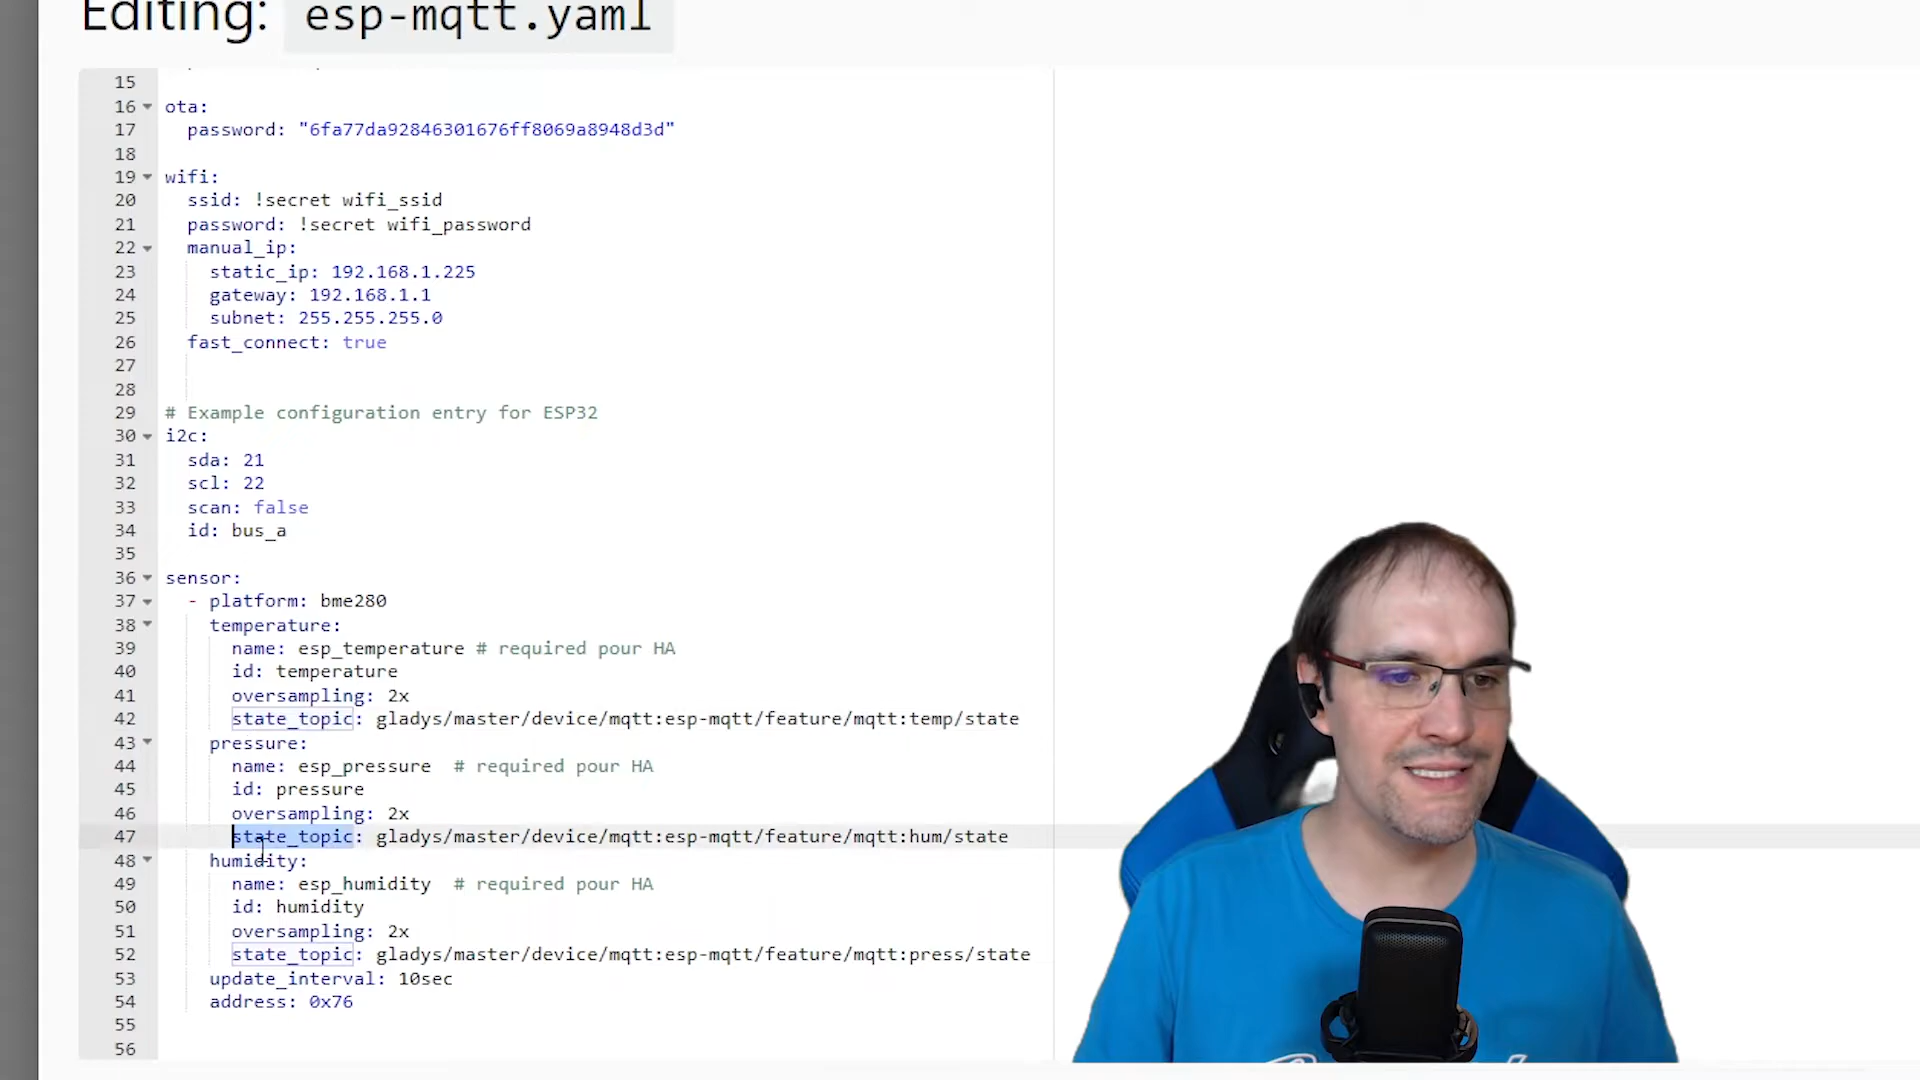 Editing: esp-mqtt.yaml
15
16 ota:
17 password: "6fa77da92846301676ff8069a8948d3d"
18
19 wifi:
20 ssid: !secret wifi_ssid
21 password: !secret wifi_password
22 manual_ip:
23 static_ip: 192.168.1.225
24 gateway: 192.168.1.1
25 subnet: 255.255.255.0
26 fast_connect: true
27
28
29 # Example configuration entry for ESP32
30 i2c:
31 sda: 21
32 scl: 22
33 scan: false
34 id: bus_a
35
36 sensor:
37 - platform: bme280
38 temperature:
39 name: esp_temperature # required pour HA
40 id: temperature
41 oversampling: 2x
42 state_topic: gladys/master/device/mqtt:esp-mqtt/feature/mqtt:temp/state
43 pressure:
44 name: esp_pressure # required pour HA
45 id: pressure
46 oversampling: 2x
47 state_topic: gladys/master/device/mqtt:esp-mqtt/feature/mqtt:hum/state
48 humidity:
49 name: esp_humidity # required pour HA
50 id: humidity
51 oversampling: 2x
52 state_topic: gladys/master/device/mqtt:esp-mqtt/feature/mqtt:press/state
53 update_interval: 10sec
54 address: 0x76
55
56